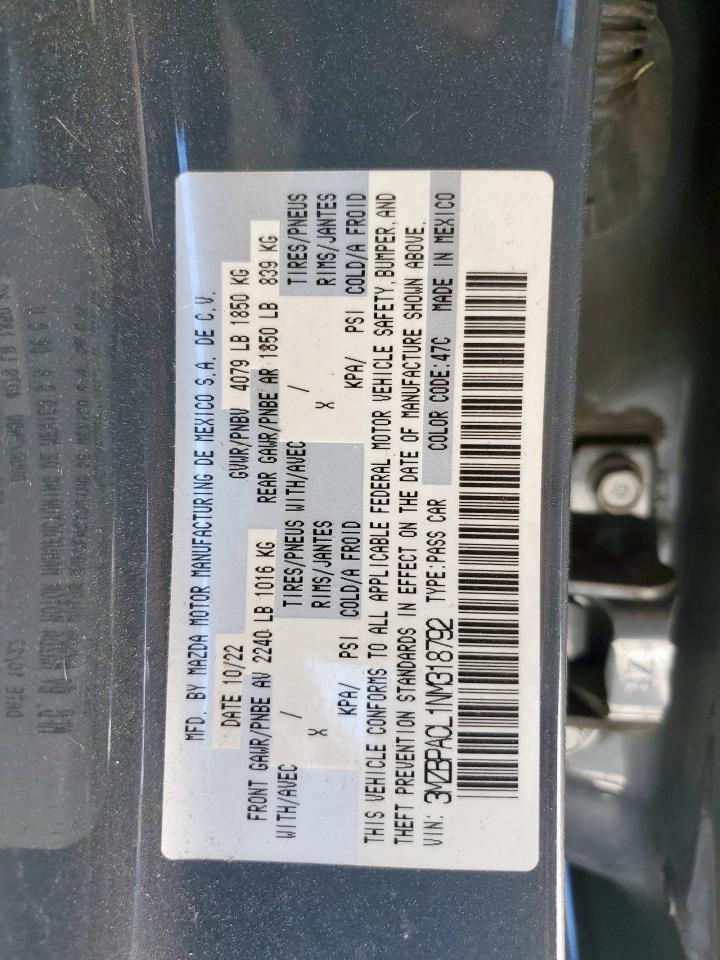 MFD. BY MAZDA MOTOR MANUFACTURING DE MEXICO S.A. DE C.V.
DATE 10/22 GVWR/PNBV 4079 LB 1850 KG
FRONT GAWR/PNBE AV 2240 LB 1016 KG REAR GAWR/PNBE AR 1850 LB 839 KG
WITH/AVEC / TIRES/PNEUS WITH/AVEC / TIRES/PNEUS
X RIMS/JANTES X RIMS/JANTES
KPA/ PSI COLD/A FROID KPA/ PSI COLD/A FROID
THIS VEHICLE CONFORMS TO ALL APPLICABLE FEDERAL MOTOR VEHICLE SAFETY, BUMPER, AND
THEFT PREVENTION STANDARDS IN EFFECT ON THE DATE OF MANUFACTURE SHOWN ABOVE.
VIN: 3MZBPACL1NM318792 TYPE:PASS CAR COLOR CODE:47C MADE IN MEXICO